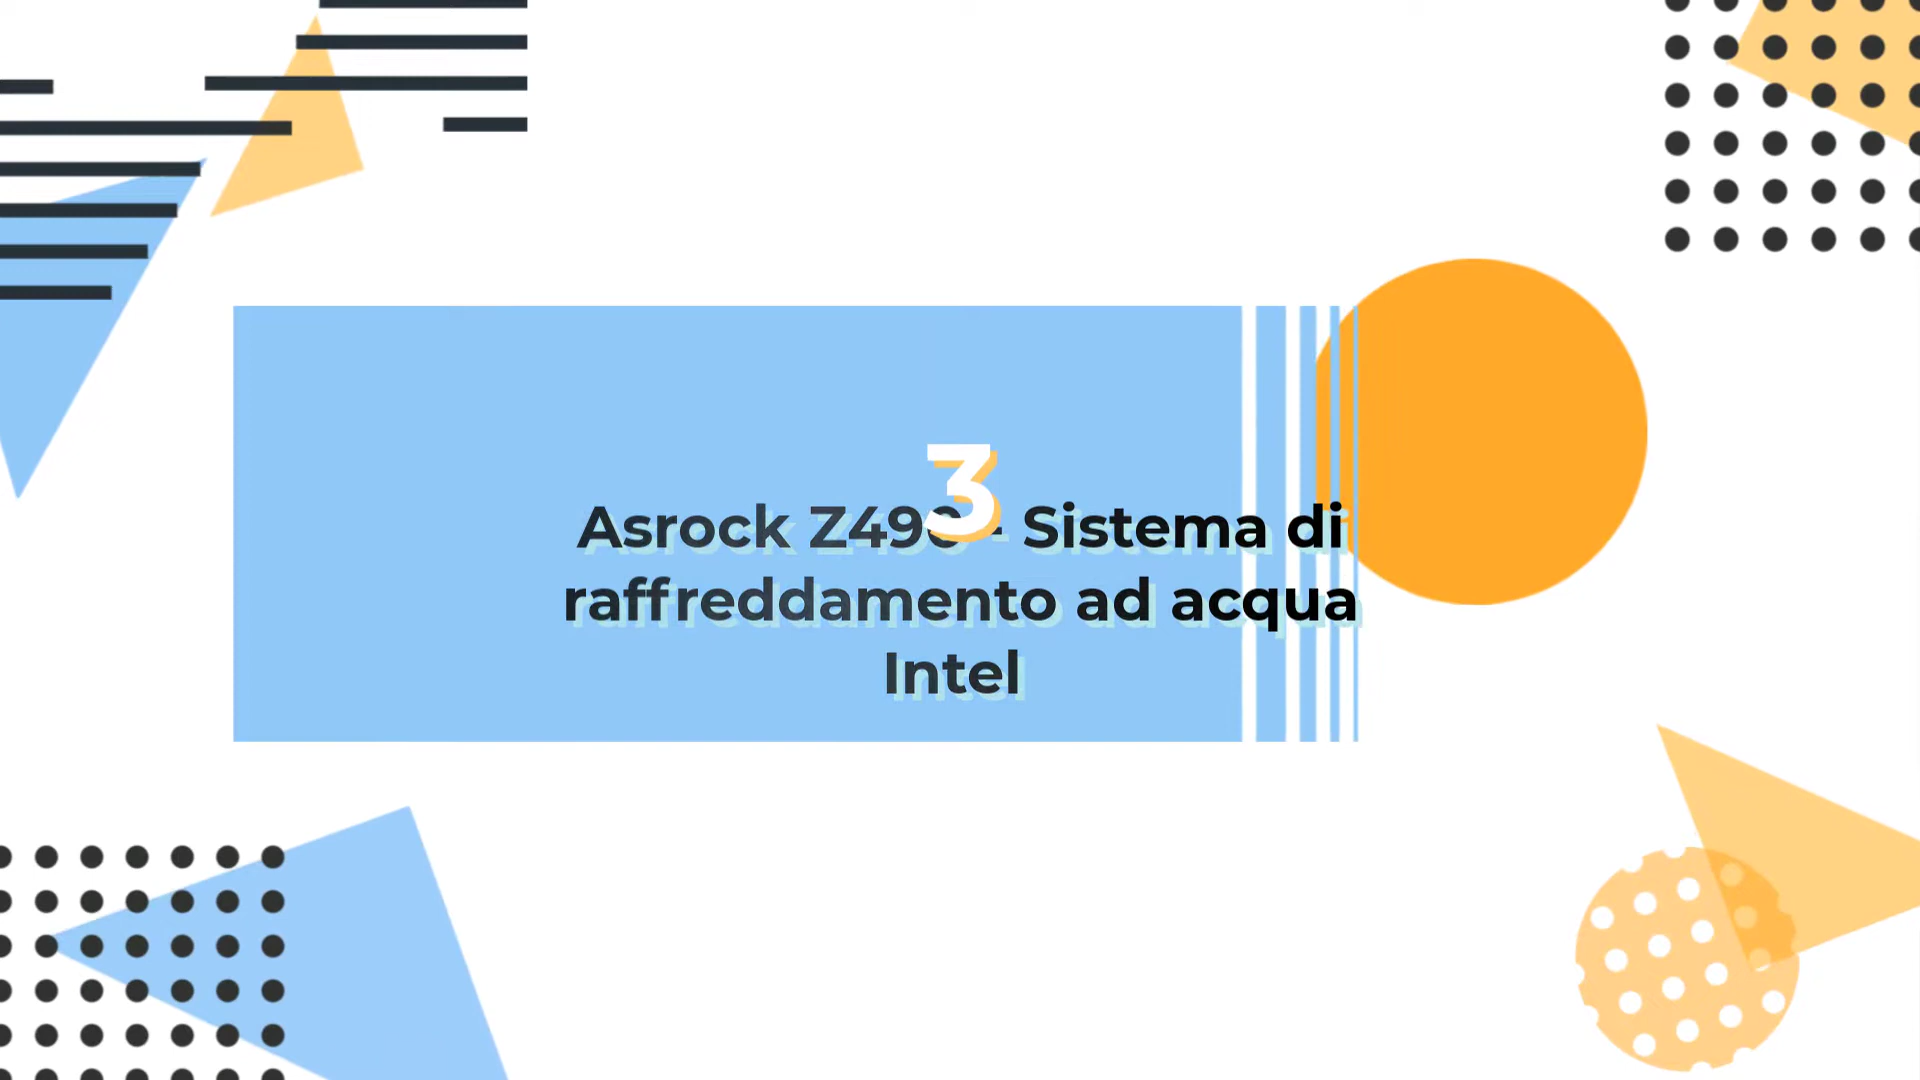 3
Asrock Z490 - Sistema di
raffreddamento ad acqua
Intel